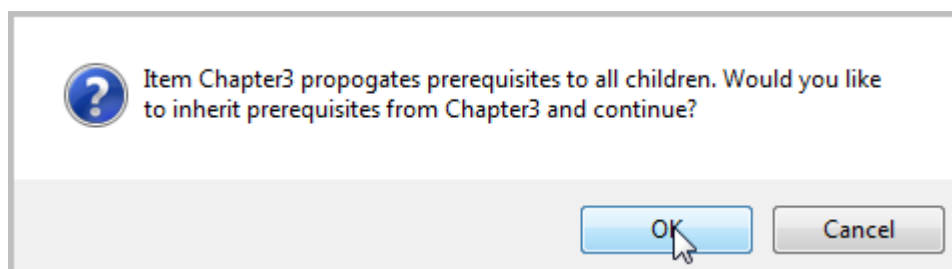 Item Chapter3 propogates prerequisites to all children. Would you like
to inherit prerequisites from Chapter3 and continue?
OK
Cancel